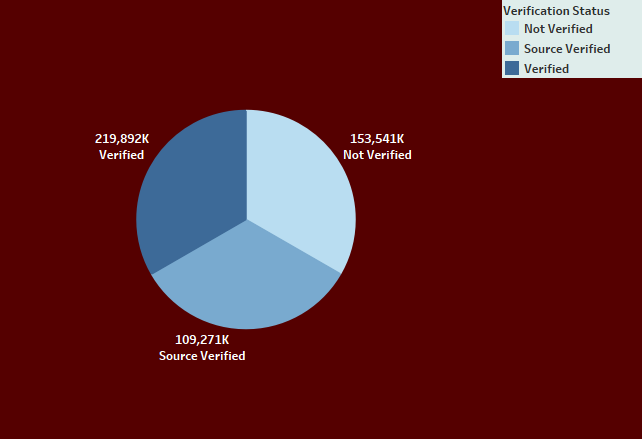 Verification Status
Not Verified
Source Verified
Verified
219,892K
Verified
153,541K
Not Verified
109,271K
Source Verified